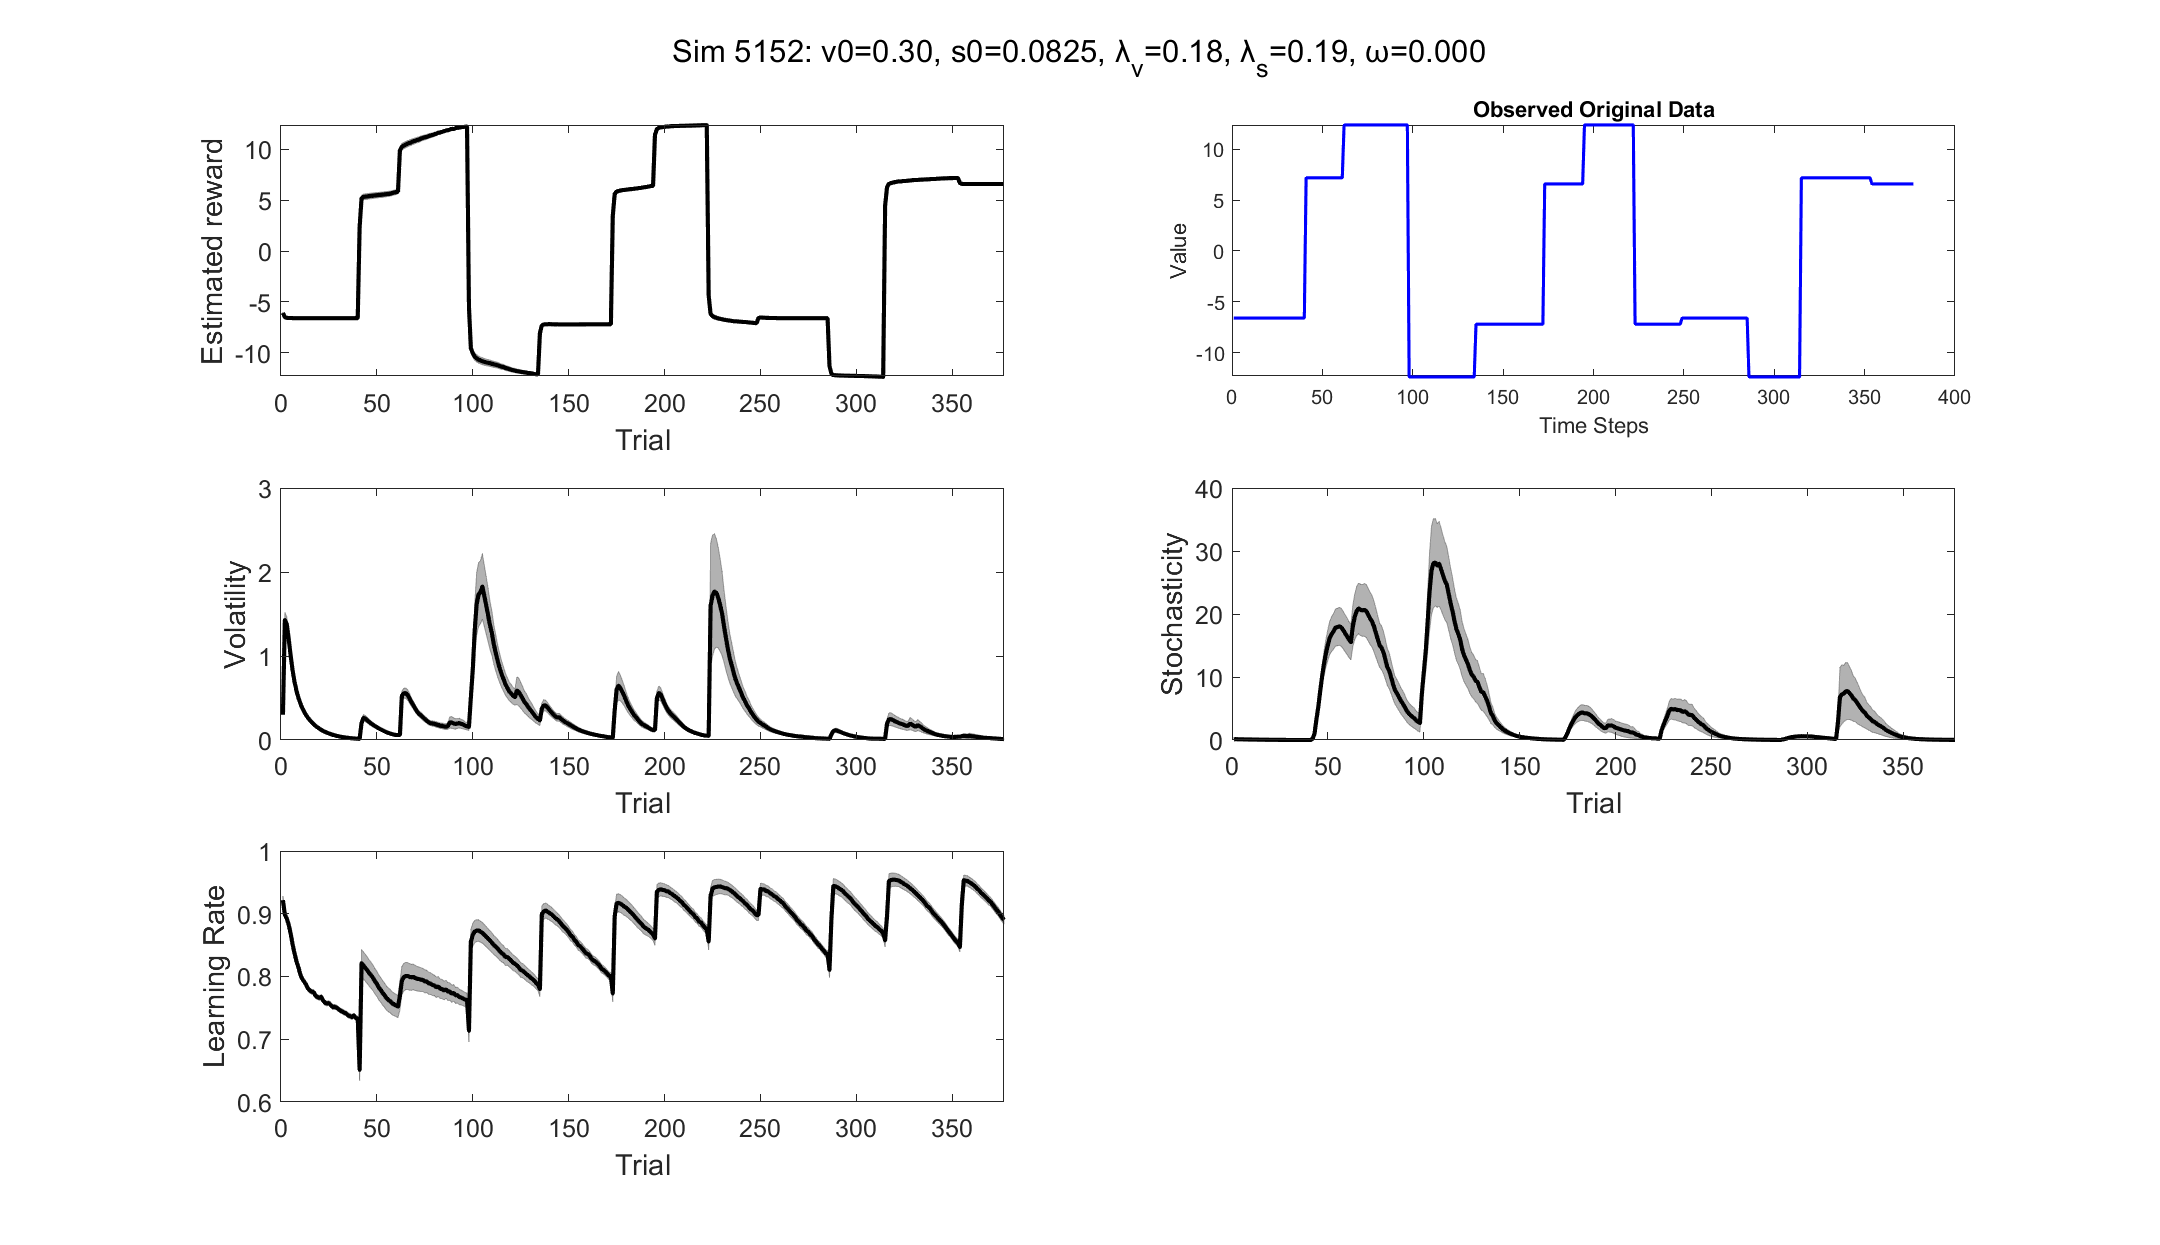 Sim 5152: v0=0.30, s0=0.0825, λ_v=0.18, λ_s=0.19, ω=0.000
Estimated reward
10
5
0
-5
-10
0 50 100 150 200 250 300 350
Trial
Observed Original Data
Value
10
5
0
-5
-10
0 50 100 150 200 250 300 350 400
Time Steps
Volatility
3
2
1
0
0 50 100 150 200 250 300 350
Trial
Stochasticity
40
30
20
10
0
0 50 100 150 200 250 300 350
Trial
Learning Rate
1
0.9
0.8
0.7
0.6
0 50 100 150 200 250 300 350
Trial